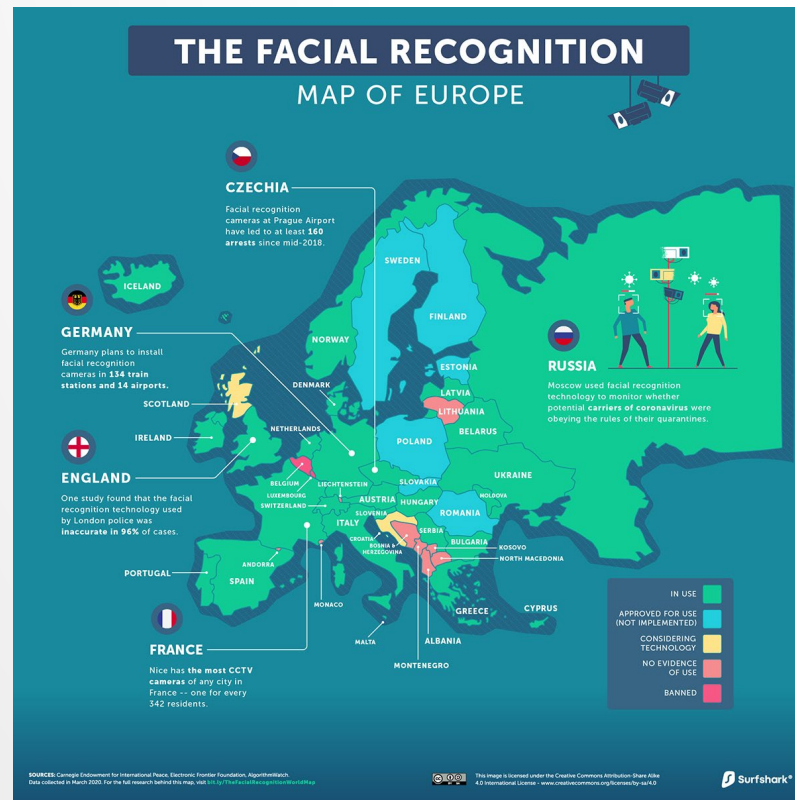 THE FACIAL RECOGNITION
MAP OF EUROPE
CZECHIA
Facial recognition
cameras at Prague Airport
have led to at least 160
arrests since mid-2018.
ICELAND
GERMANY
Germany plans to install
facial recognition
cameras in 134 train
stations and 14 airports.
SCOTLAND
IRELAND
ENGLAND
One study found that the facial
recognition technology used
by London police was
inaccurate in 96% of cases.
SWEDEN
FINLAND
NORWAY
ESTONIA
DENMARK
LATVIA
LITHUANIA
NETHERLANDS
BELARUS
POLAND
RUSSIA
Moscow used facial recognition
technology to monitor whether
potential carriers of coronavirus were
obeying the rules of their quarantines.
BELGIUM
LUXEMBOURG
LIECHTENSTEIN
SWITZERLAND
SLOVAKIA
UKRAINE
AUSTRIA
HUNGARY
MOLDOVA
SLOVENIA
ROMANIA
ITALY
CROATIA
BOSNIA &
HERZEGOVINA
SERBIA
BULGARIA
KOSOVO
NORTH MACEDONIA
ANDORRA
PORTUGAL
SPAIN
MONACO
MALTA
GREECE
CYPRUS
ALBANIA
MONTENEGRO
FRANCE
Nice has the most CCTV
cameras of any city in
France -- one for every
342 residents.
IN USE
APPROVED FOR USE
(NOT IMPLEMENTED)
CONSIDERING
TECHNOLOGY
NO EVIDENCE
OF USE
BANNED
SOURCES: Carnegie Endowment for International Peace, Electronic Frontier Foundation, AlgorithmWatch.
Data collected in March 2020. For the full research behind this map, visit bit.ly/TheFacialRecognitionWorldMap
This image is licensed under the Creative Commons Attribution-Share Alike
4.0 International License - www.creativecommons.org/licenses/by-sa/4.0
Surfshark®